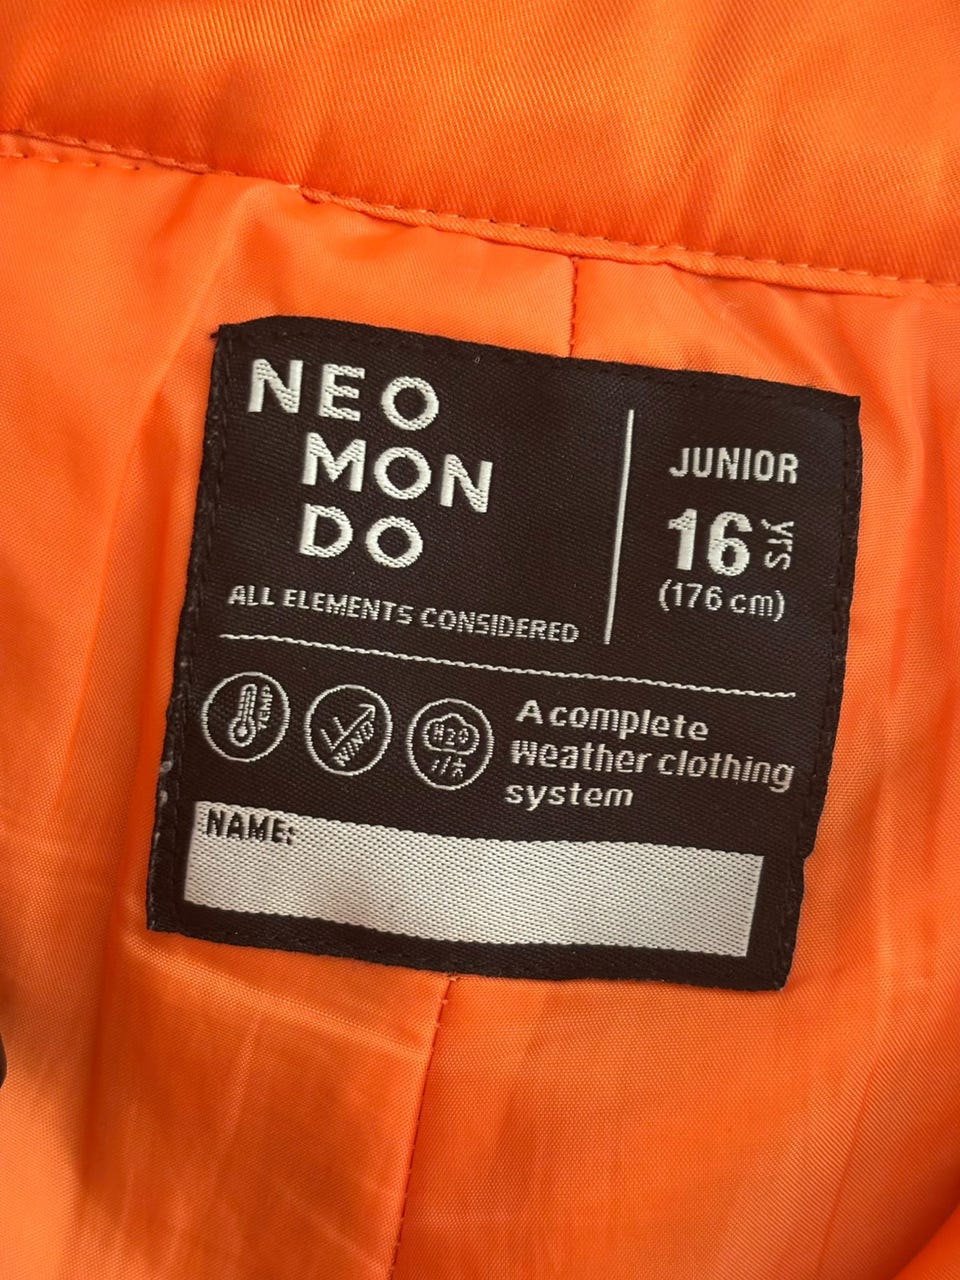 NEO
MON
DO
ALL ELEMENTS CONSIDERED
JUNIOR
16 yrs
(176 cm)
TEMP
WIND
H2O
A complete
weather clothing
system
NAME: